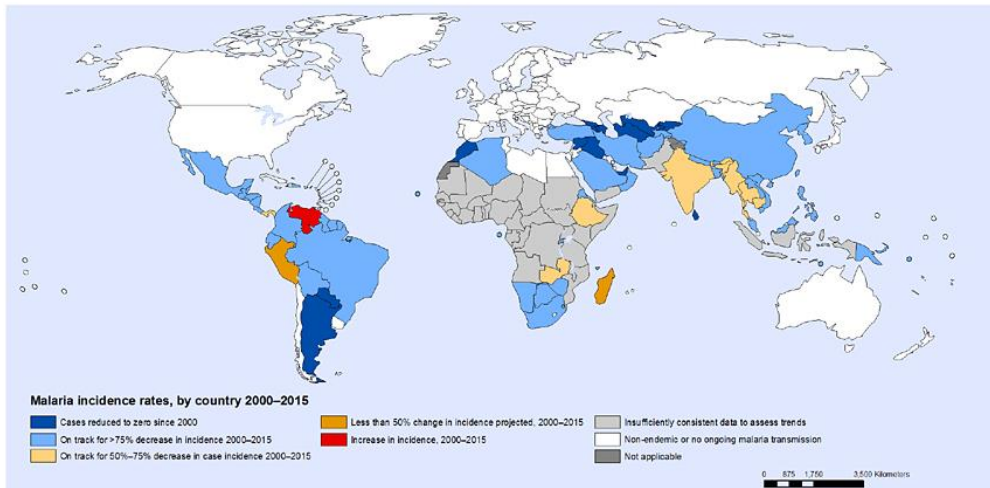 Malaria incidence rates, by country 2000–2015
Cases reduced to zero since 2000
On track for >75% decrease in incidence 2000–2015
On track for 50%–75% decrease in case incidence 2000–2015
Less than 50% change in incidence projected, 2000–2015
Increase in incidence, 2000–2015
Insufficiently consistent data to assess trends
Non-endemic or no ongoing malaria transmission
Not applicable
0 875 1,750 3,500 Kilometers